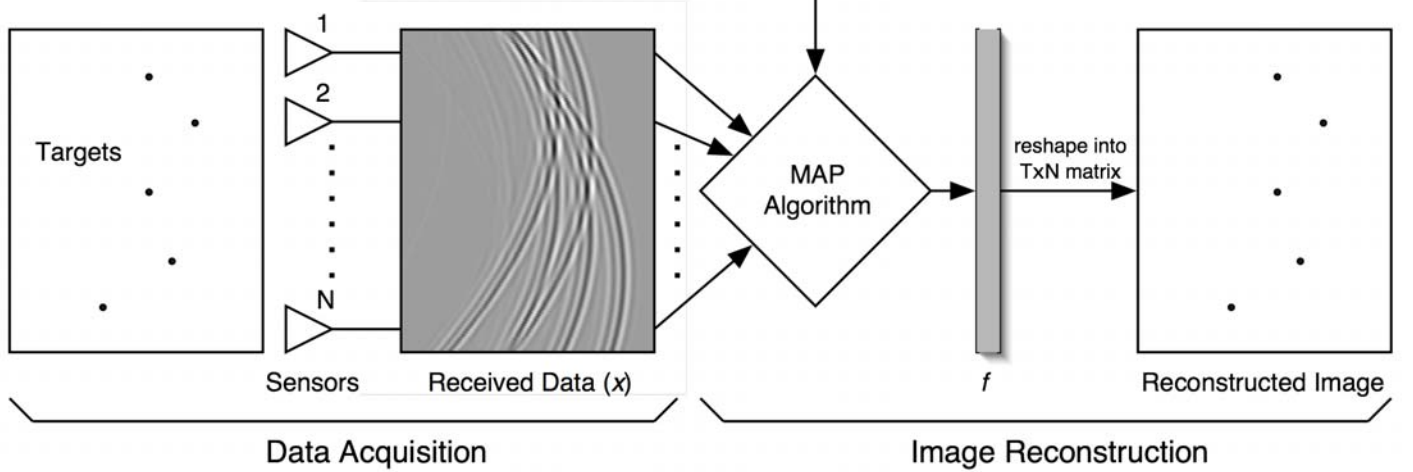 1
2
Targets
N
MAP
Algorithm
reshape into
TxN matrix
Sensors
Received Data (x)
f
Reconstructed Image
Data Acquisition
Image Reconstruction